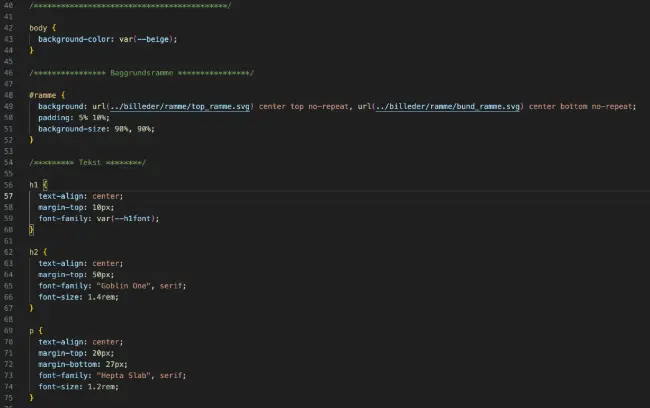 40 /******************************************/
41
42 body {
43   background-color: var(--beige);
44 }
45
46 /**************** Baggrundsramme ****************/
47
48 #ramme {
49   background: url(../billeder/ramme/top_ramme.svg) center top no-repeat, url(../billeder/ramme/bund_ramme.svg) center bottom no-repeat;
50   padding: 5% 10%;
51   background-size: 90%, 90%;
52 }
53
54 /********* Tekst ********/
55
56 h1 {
57   text-align: center;
58   margin-top: 10px;
59   font-family: var(--h1font);
60 }
61
62 h2 {
63   text-align: center;
64   margin-top: 50px;
65   font-family: "Goblin One", serif;
66   font-size: 1.4rem;
67 }
68
69 p {
70   text-align: center;
71   margin-top: 20px;
72   margin-bottom: 27px;
73   font-family: "Hepta Slab", serif;
74   font-size: 1.2rem;
75 }